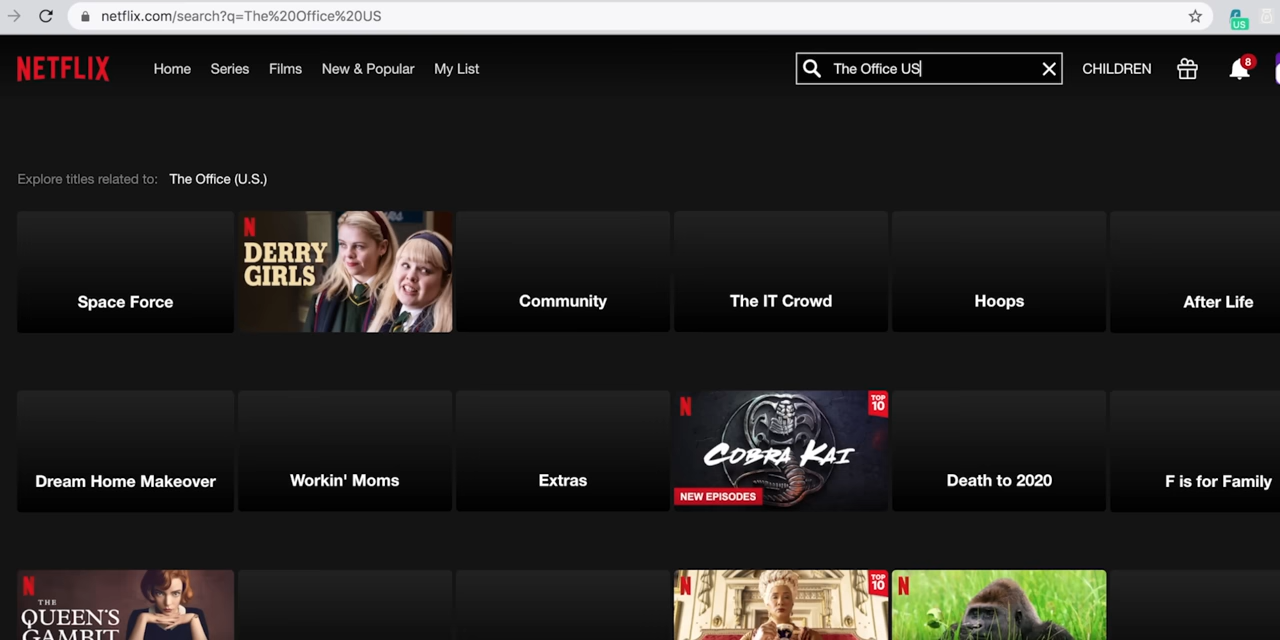 netflix.com/search?q=The%20Office%20US
US
NETFLIX
Home
Series
Films
New & Popular
My List
The Office US
CHILDREN
8
Explore titles related to: The Office (U.S.)
Space Force
N
DERRY
GIRLS
Community
The IT Crowd
Hoops
After Life
Dream Home Makeover
Workin' Moms
Extras
N
TOP
10
COBRA KAI
NEW EPISODES
Death to 2020
F is for Family
N
THE
QUEEN'S
GAMBIT
N
TOP
10
N